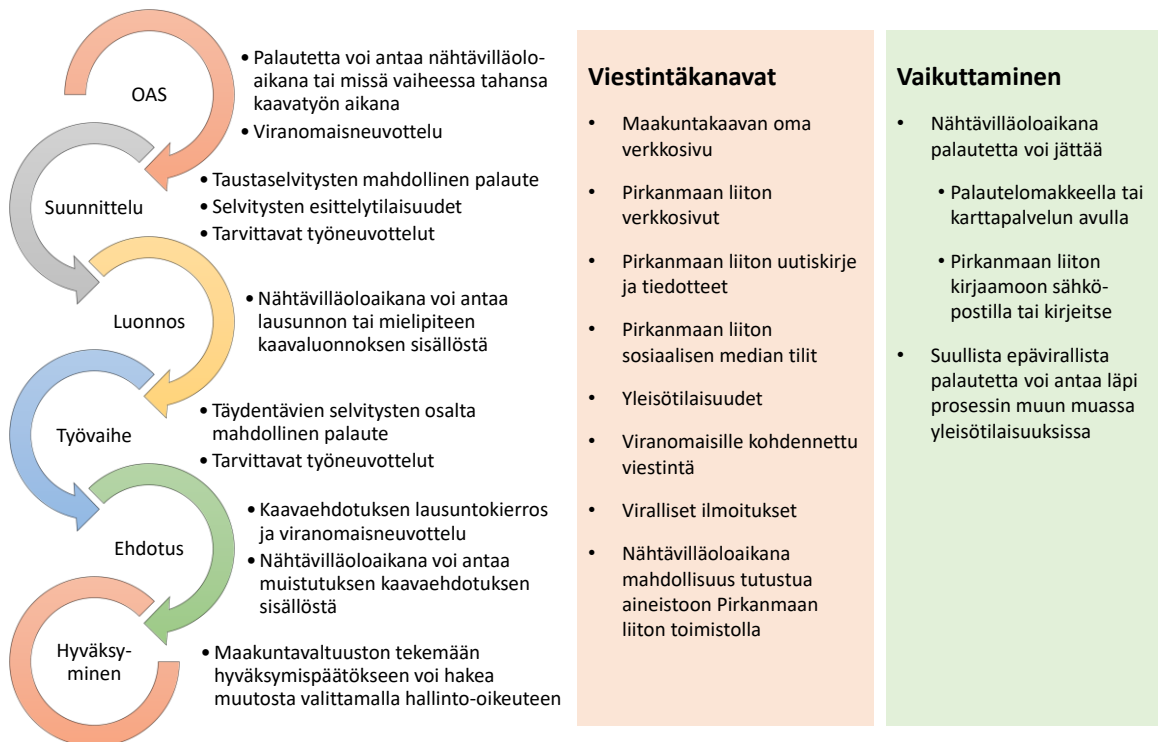 OAS
• Palautetta voi antaa nähtävilläolo-
aikana tai missä vaiheessa tahansa
kaavatyön aikana
• Viranomaisneuvottelu
Suunnittelu
• Taustaselvitysten mahdollinen palaute
• Selvitysten esittelytilaisuudet
• Tarvittavat työneuvottelut
Luonnos
• Nähtävilläoloaikana voi antaa
lausunnon tai mielipiteen
kaavaluonnoksen sisällöstä
Työvaihe
• Täydentävien selvitysten osalta
mahdollinen palaute
• Tarvittavat työneuvottelut
Ehdotus
• Kaavaehdotuksen lausuntokierros
ja viranomaisneuvottelu
• Nähtävilläoloaikana voi antaa
muistutuksen kaavaehdotuksen
sisällöstä
Hyväksy-
minen
• Maakuntavaltuuston tekemään
hyväksymispäätökseen voi hakea
muutosta valittamalla hallinto-oikeuteen
Viestintäkanavat
• Maakuntakaavan oma
verkkosivu
• Pirkanmaan liiton
verkkosivut
• Pirkanmaan liiton uutiskirje
ja tiedotteet
• Pirkanmaan liiton
sosiaalisen median tilit
• Yleisötilaisuudet
• Viranomaisille kohdennettu
viestintä
• Viralliset ilmoitukset
• Nähtävilläoloaikana
mahdollisuus tutustua
aineistoon Pirkanmaan
liiton toimistolla
Vaikuttaminen
• Nähtävilläoloaikana
palautetta voi jättää
• Palautelomakkeella tai
karttapalvelun avulla
• Pirkanmaan liiton
kirjaamoon sähkö-
postilla tai kirjeitse
• Suullista epävirallista
palautetta voi antaa läpi
prosessin muun muassa
yleisötilaisuuksissa